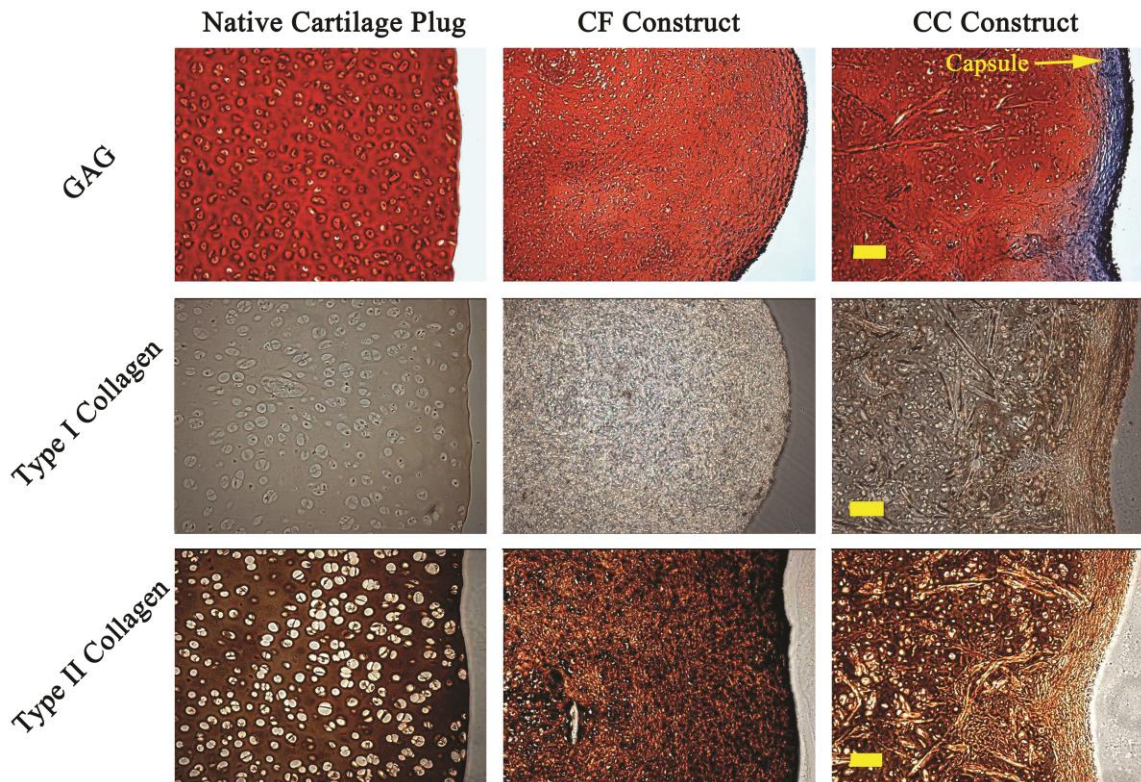 Native Cartilage Plug
CF Construct
CC Construct
GAG
Capsule
Type I Collagen
Type II Collagen